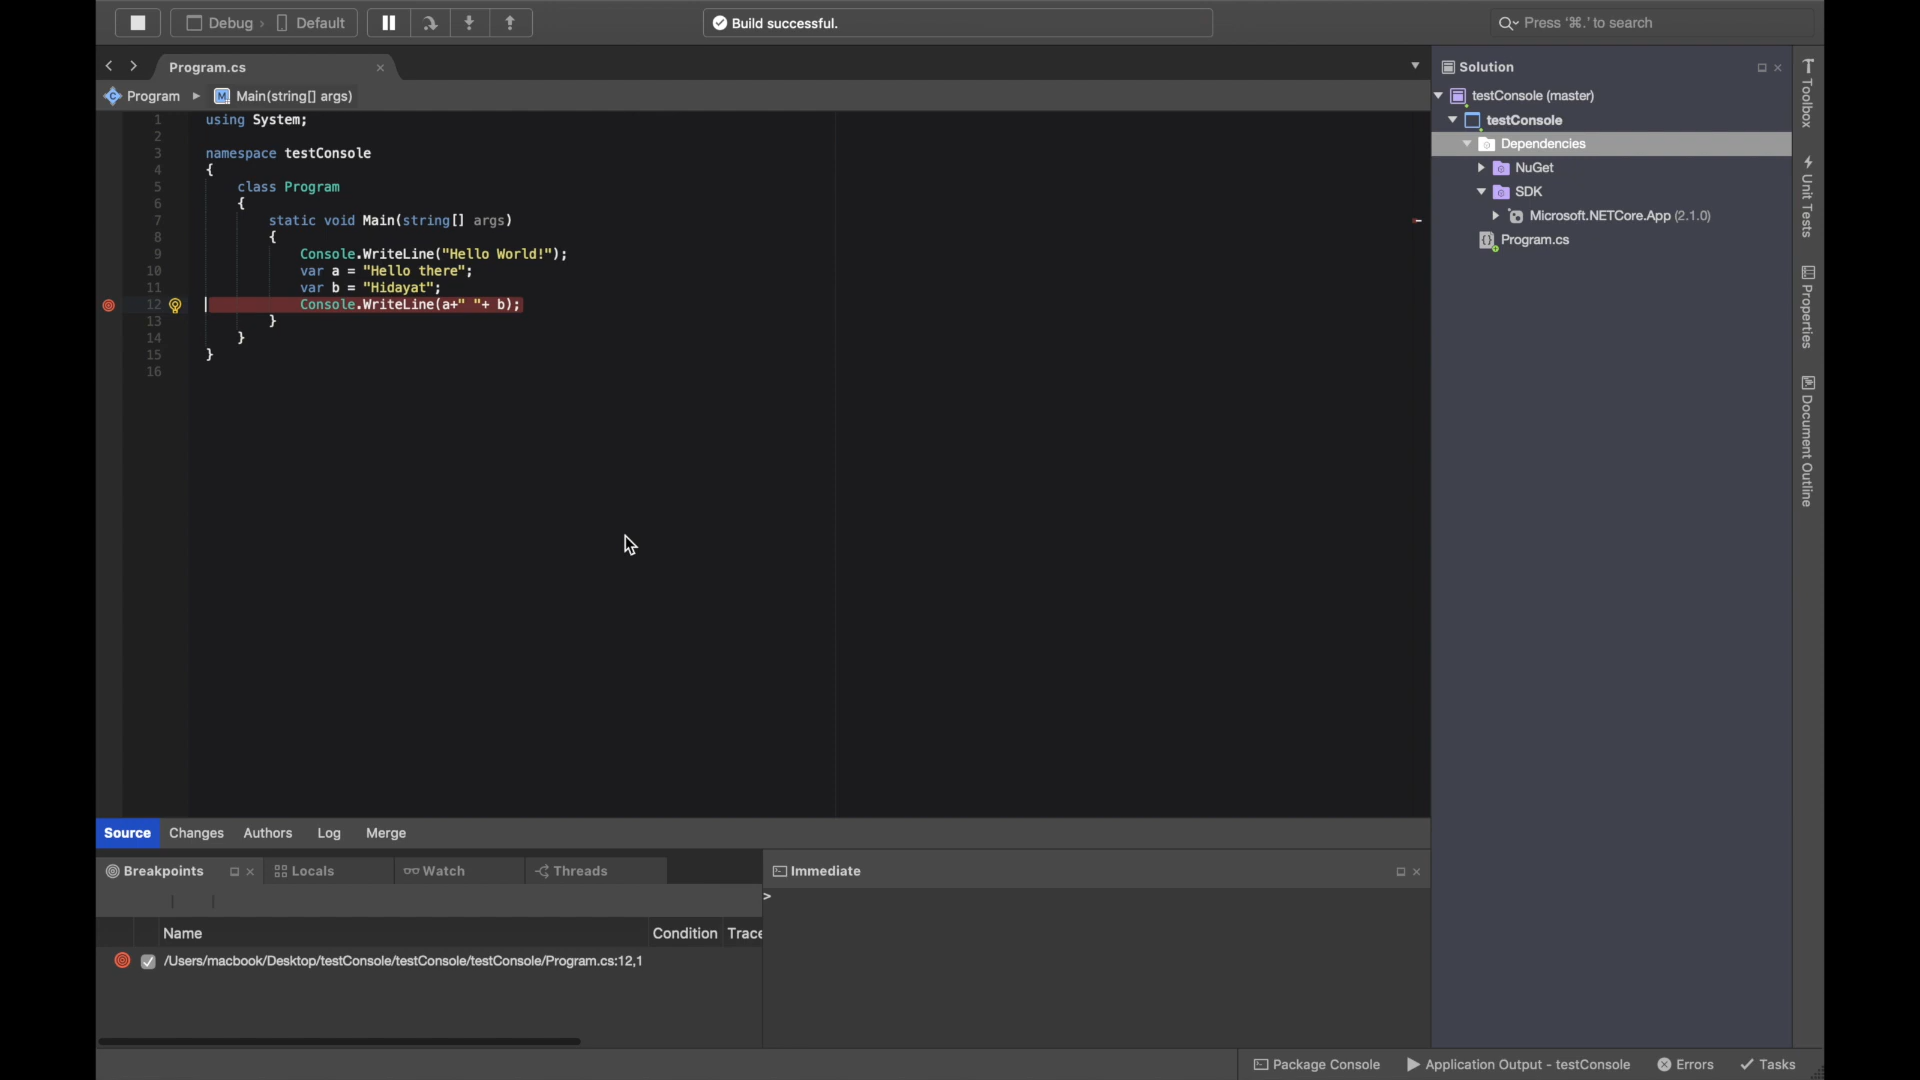 Debug › Default
Build successful.
Press '⌘.' to search
Program.cs
Program
Main(string[] args)
1 using System;
2
3 namespace testConsole
4 {
5 class Program
6 {
7 static void Main(string[] args)
8 {
9 Console.WriteLine("Hello World!");
10 var a = "Hello there";
11 var b = "Hidayat";
12 Console.WriteLine(a+" "+ b);
13 }
14 }
15 }
16
Solution
testConsole (master)
testConsole
Dependencies
NuGet
SDK
Microsoft.NETCore.App (2.1.0)
Program.cs
Toolbox
Unit Tests
Properties
Document Outline
Source Changes Authors Log Merge
Breakpoints Locals Watch Threads
Name Condition Trace
/Users/macbook/Desktop/testConsole/testConsole/testConsole/Program.cs:12,1
Immediate
>
Package Console Application Output - testConsole Errors Tasks